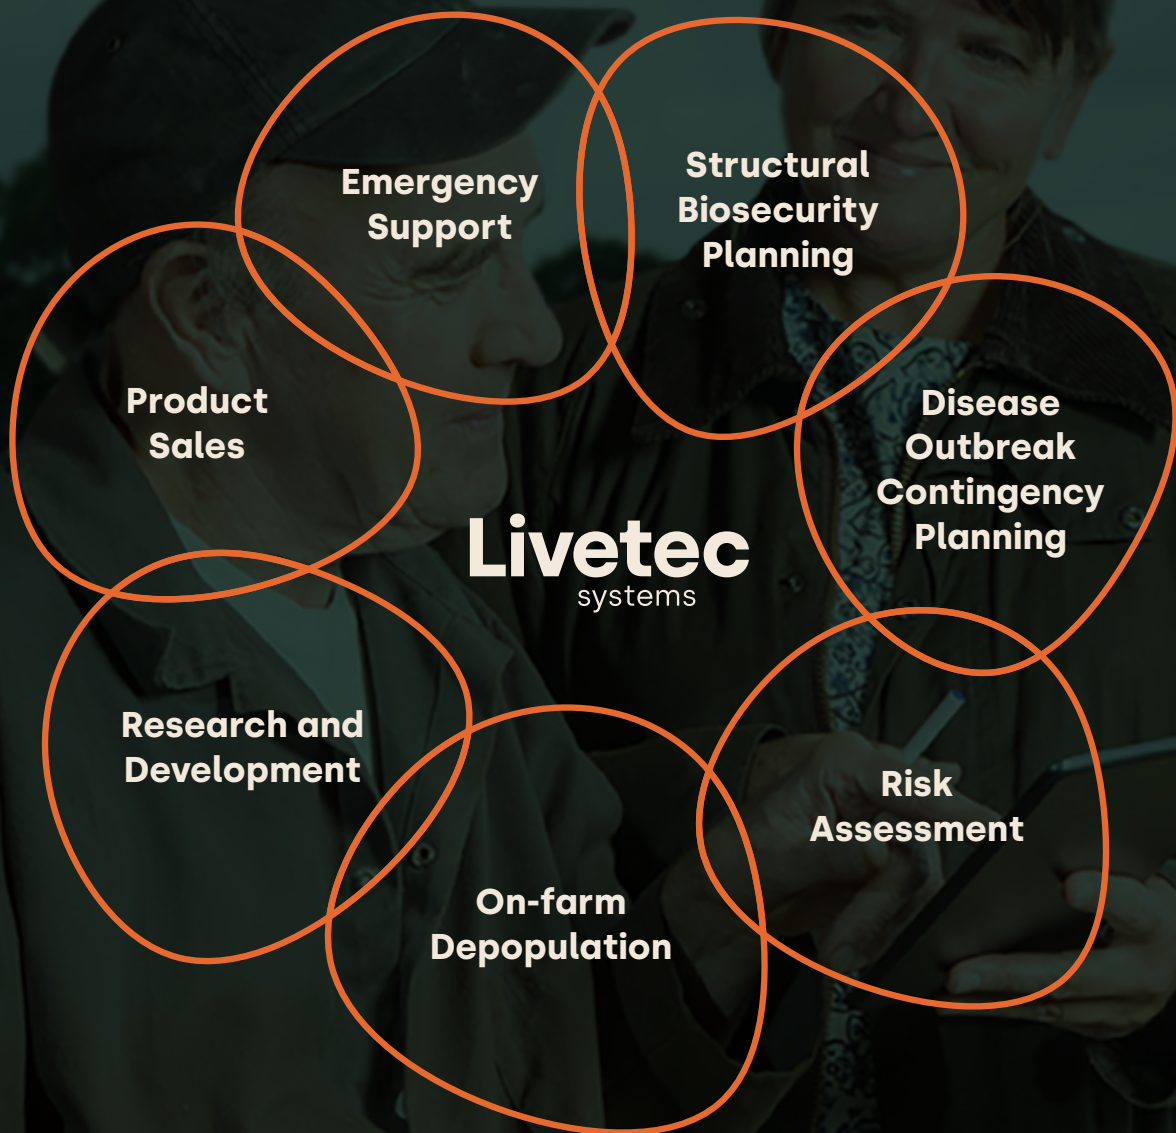 Emergency
Support
Structural
Biosecurity
Planning
Product
Sales
Disease
Outbreak
Contingency
Planning
Livetec
systems
Research and
Development
Risk
Assessment
On-farm
Depopulation